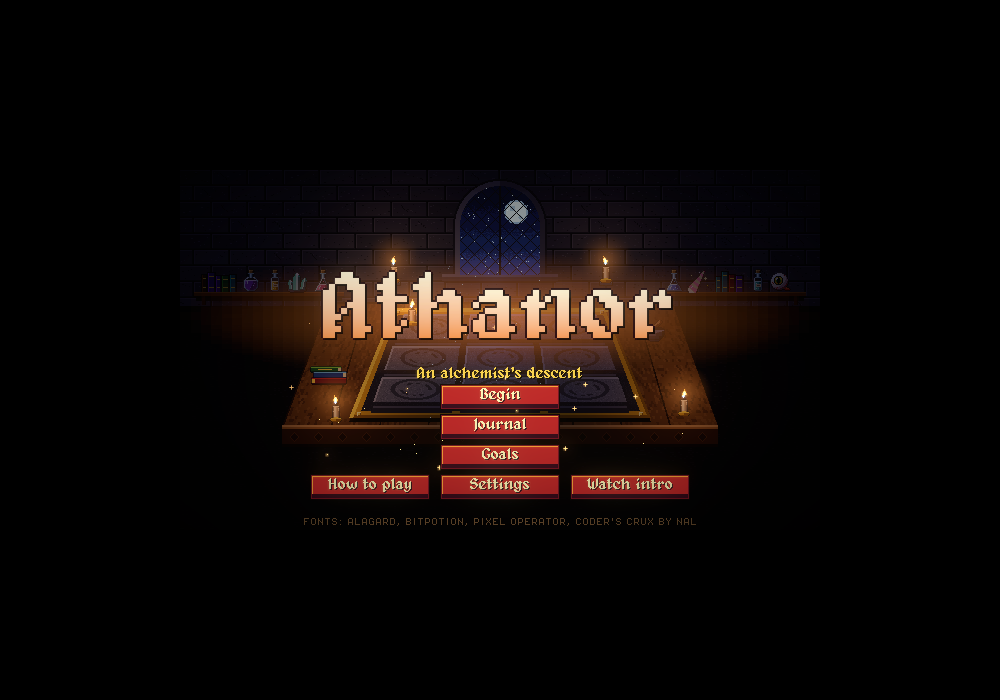 Athanor
An alchemist's descent
Begin
Journal
Goals
How to play
Settings
Watch intro
FONTS: ALAGARD, BITPOTION, PIXEL OPERATOR, CODER'S CRUX BY NAL